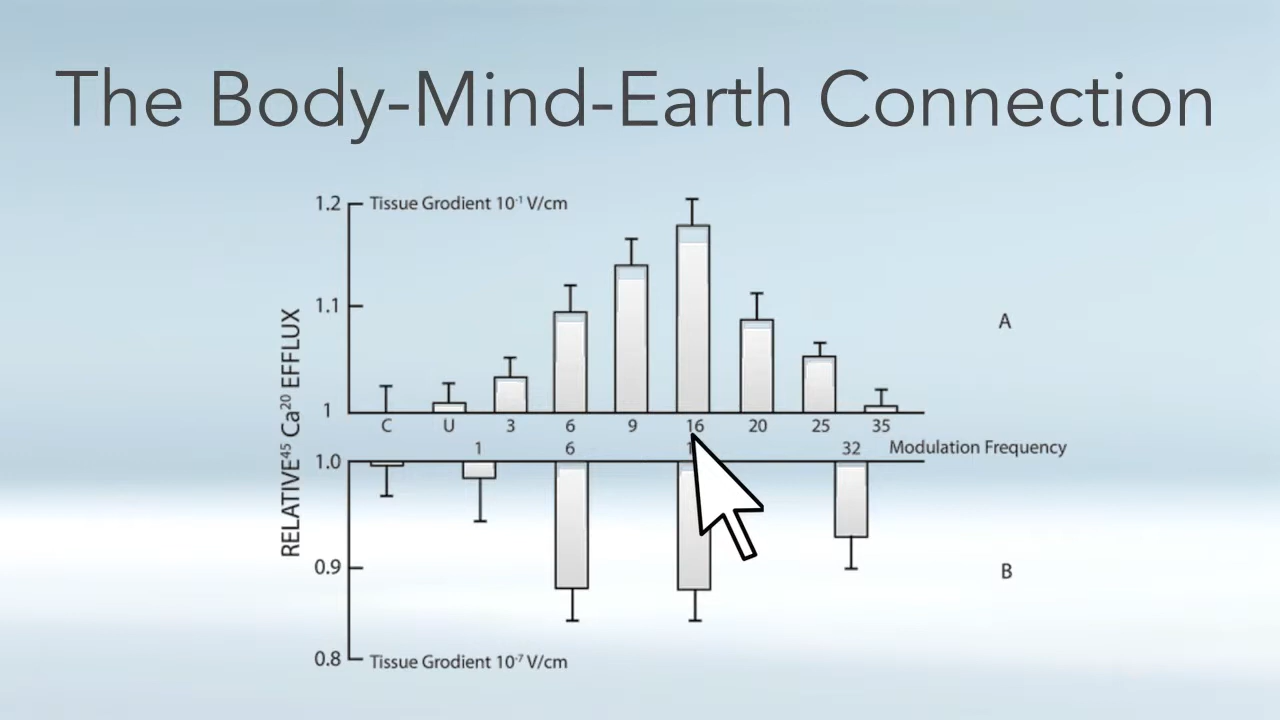 The Body-Mind-Earth Connection
1.2
Tissue Grodient 10⁻¹ V/cm
1.1
A
RELATIVE⁴⁵ Ca²⁰ EFFLUX
1
C U 3 6 9 16 20 25 35
1 6 32 Modulation Frequency
1.0
0.9
B
0.8
Tissue Grodient 10⁻⁷ V/cm